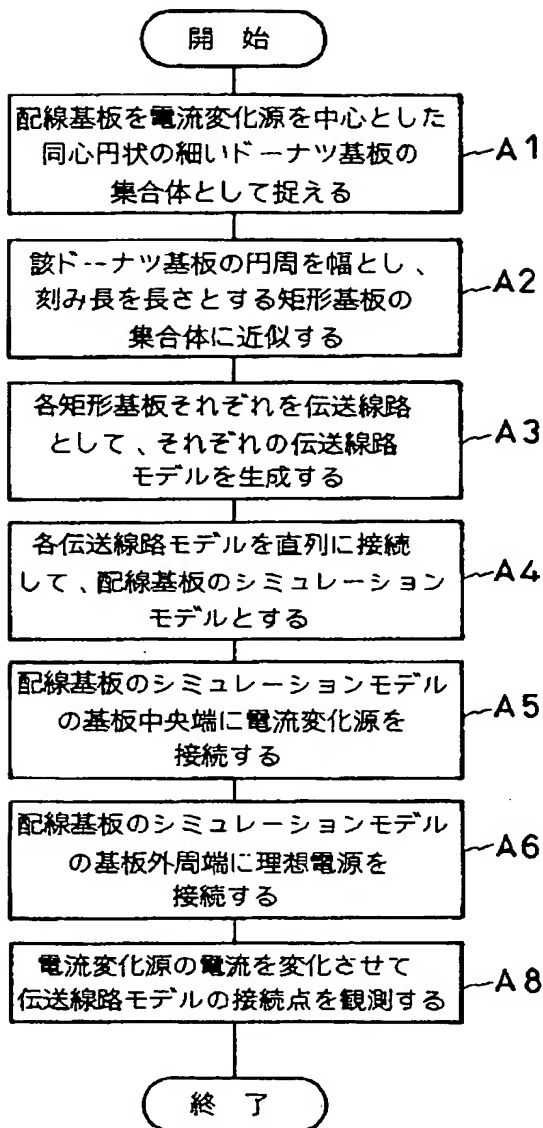 開 始
配線基板を電流変化源を中心とした
同心円状の細いドーナツ基板の
集合体として捉える
A1
該ドーナツ基板の円周を幅とし、
刻み長を長さとする矩形基板の
集合体に近似する
A2
各矩形基板それぞれを伝送線路
として、それぞれの伝送線路
モデルを生成する
A3
各伝送線路モデルを直列に接続
して、配線基板のシミュレーション
モデルとする
A4
配線基板のシミュレーションモデル
の基板中央端に電流変化源を
接続する
A5
配線基板のシミュレーションモデル
の基板外周端に理想電源を
接続する
A6
電流変化源の電流を変化させて
伝送線路モデルの接続点を観測する
A8
終 了